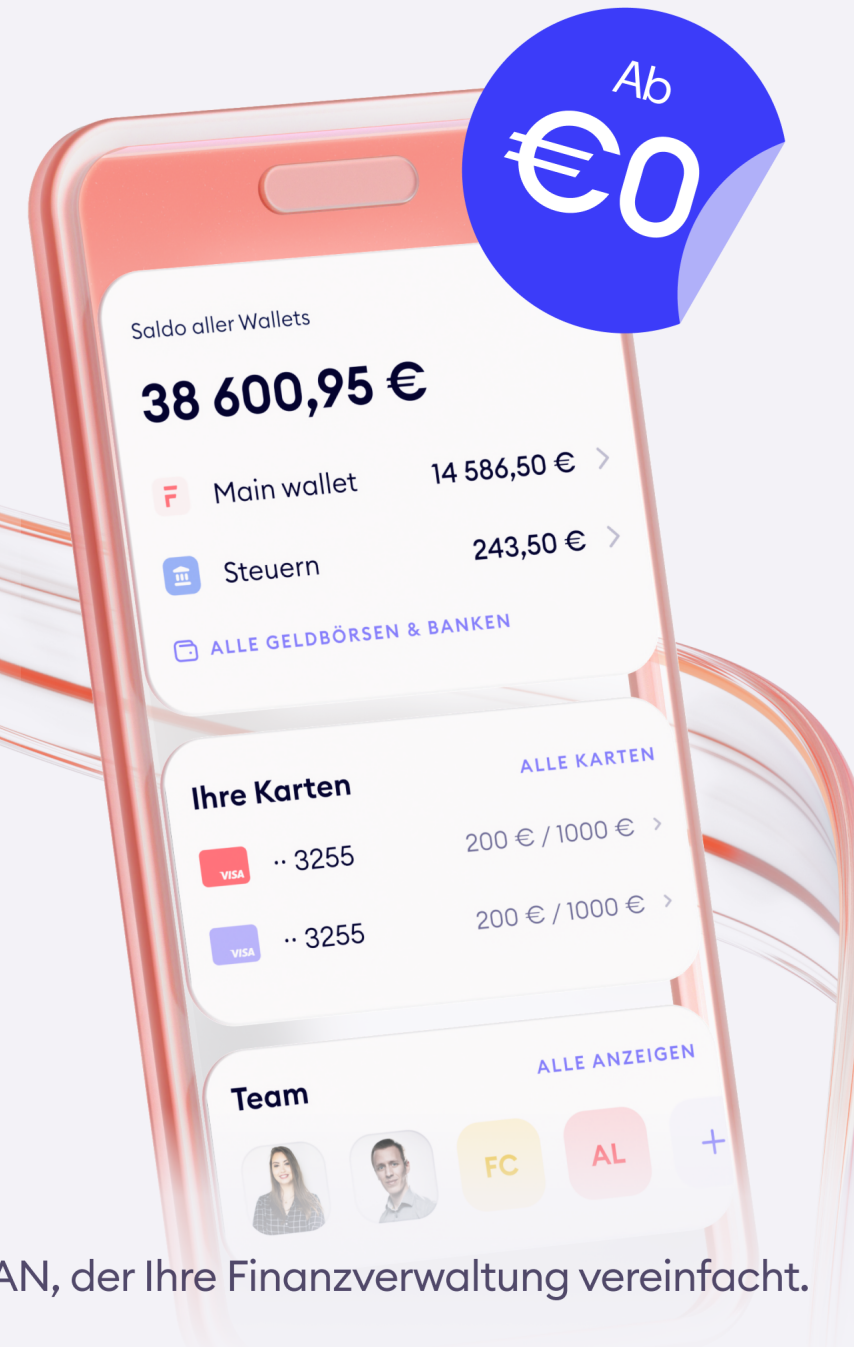 Ab
€0
Saldo aller Wallets
38 600,95 €
Main wallet 14 586,50 €
Steuern 243,50 €
ALLE GELDBÖRSEN & BANKEN
Ihre Karten ALLE KARTEN
VISA ·· 3255 200 € / 1000 €
VISA ·· 3255 200 € / 1000 €
Team ALLE ANZEIGEN
FC AL +
der Ihre Finanzverwaltung vereinfacht.